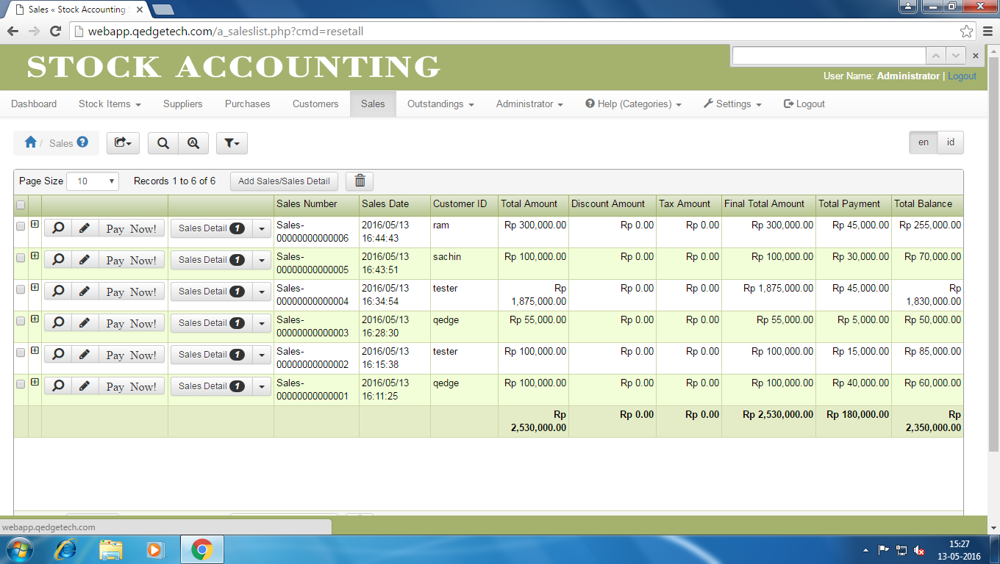 Sales « Stock Accounting
webapp.qedgetech.com/a_saleslist.php?cmd=resetall
STOCK ACCOUNTING
User Name: Administrator | Logout
Dashboard Stock Items Suppliers Purchases Customers Sales Outstandings Administrator Help (Categories) Settings Logout
/ Sales
en id
Page Size 10 Records 1 to 6 of 6 Add Sales/Sales Detail
Sales Number Sales Date Customer ID Total Amount Discount Amount Tax Amount Final Total Amount Total Payment Total Balance
Pay Now! Sales Detail 1 Sales- 2016/05/13 ram Rp 300,000.00 Rp 0.00 Rp 0.00 Rp 300,000.00 Rp 45,000.00 Rp 255,000.00
00000000000006 16:44:43
Pay Now! Sales Detail 1 Sales- 2016/05/13 sachin Rp 100,000.00 Rp 0.00 Rp 0.00 Rp 100,000.00 Rp 30,000.00 Rp 70,000.00
00000000000005 16:43:51
Pay Now! Sales Detail 1 Sales- 2016/05/13 tester Rp Rp 0.00 Rp 0.00 Rp 1,875,000.00 Rp 45,000.00 Rp
00000000000004 16:34:54 1,875,000.00 1,830,000.00
Pay Now! Sales Detail 1 Sales- 2016/05/13 qedge Rp 55,000.00 Rp 0.00 Rp 0.00 Rp 55,000.00 Rp 5,000.00 Rp 50,000.00
00000000000003 16:28:30
Pay Now! Sales Detail 1 Sales- 2016/05/13 tester Rp 100,000.00 Rp 0.00 Rp 0.00 Rp 100,000.00 Rp 15,000.00 Rp 85,000.00
00000000000002 16:15:38
Pay Now! Sales Detail 1 Sales- 2016/05/13 qedge Rp 100,000.00 Rp 0.00 Rp 0.00 Rp 100,000.00 Rp 40,000.00 Rp 60,000.00
00000000000001 16:11:25
Rp Rp 0.00 Rp 0.00 Rp 2,530,000.00 Rp 180,000.00 Rp
2,530,000.00 2,350,000.00
webapp.qedgetech.com
15:27
13-05-2016